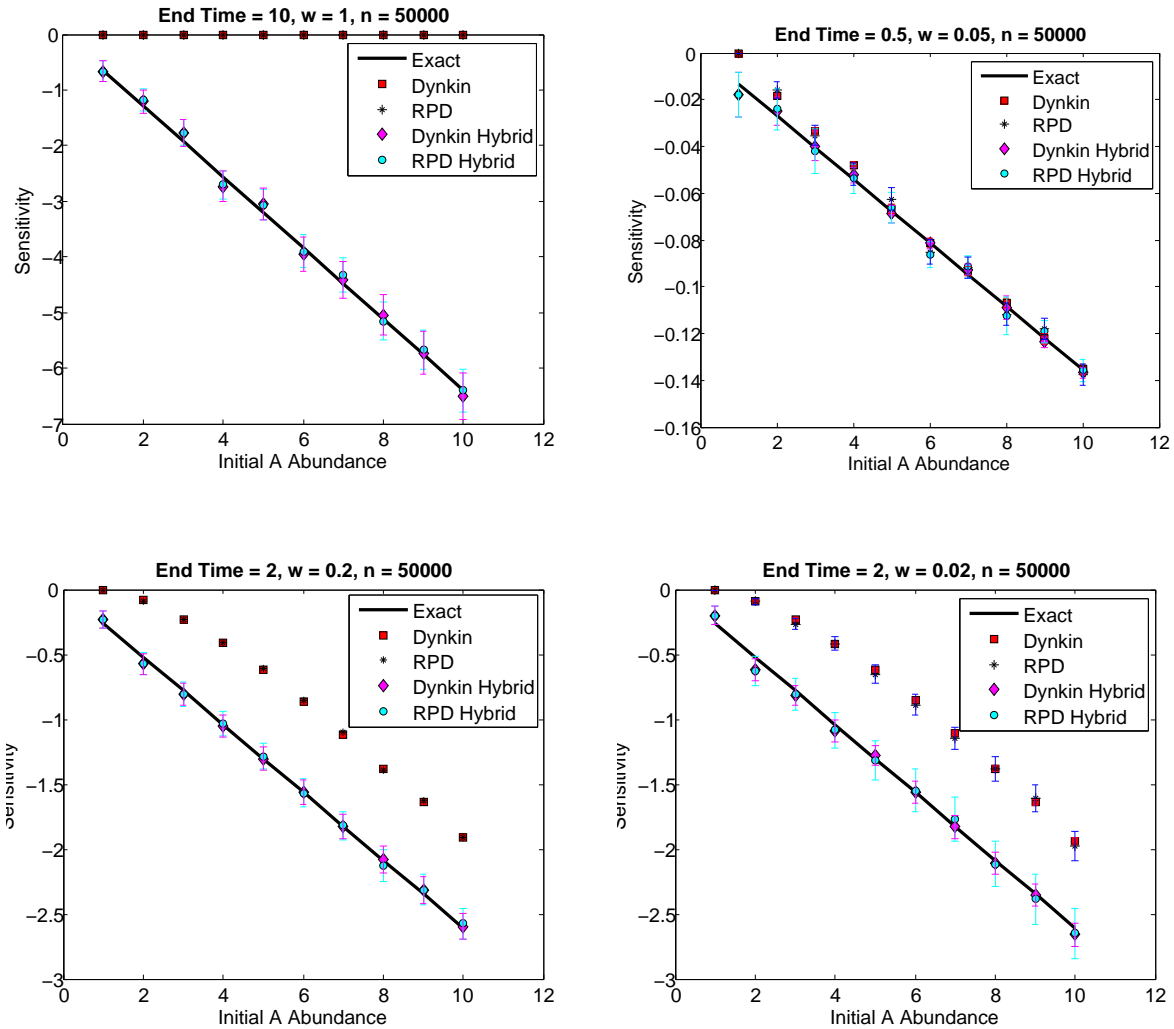 End Time = 10, w = 1, n = 50000
0
−1
−2
−3
−4
−5
−6
−7
Sensitivity
0 2 4 6 8 10 12
Initial A Abundance
Exact
Dynkin
RPD
Dynkin Hybrid
RPD Hybrid
End Time = 0.5, w = 0.05, n = 50000
0
−0.02
−0.04
−0.06
−0.08
−0.1
−0.12
−0.14
−0.16
Sensitivity
0 2 4 6 8 10 12
Initial A Abundance
Exact
Dynkin
RPD
Dynkin Hybrid
RPD Hybrid
End Time = 2, w = 0.2, n = 50000
0
−0.5
−1
−1.5
−2
−2.5
−3
Sensitivity
0 2 4 6 8 10 12
Initial A Abundance
Exact
Dynkin
RPD
Dynkin Hybrid
RPD Hybrid
End Time = 2, w = 0.02, n = 50000
0
−0.5
−1
−1.5
−2
−2.5
−3
Sensitivity
0 2 4 6 8 10 12
Initial A Abundance
Exact
Dynkin
RPD
Dynkin Hybrid
RPD Hybrid